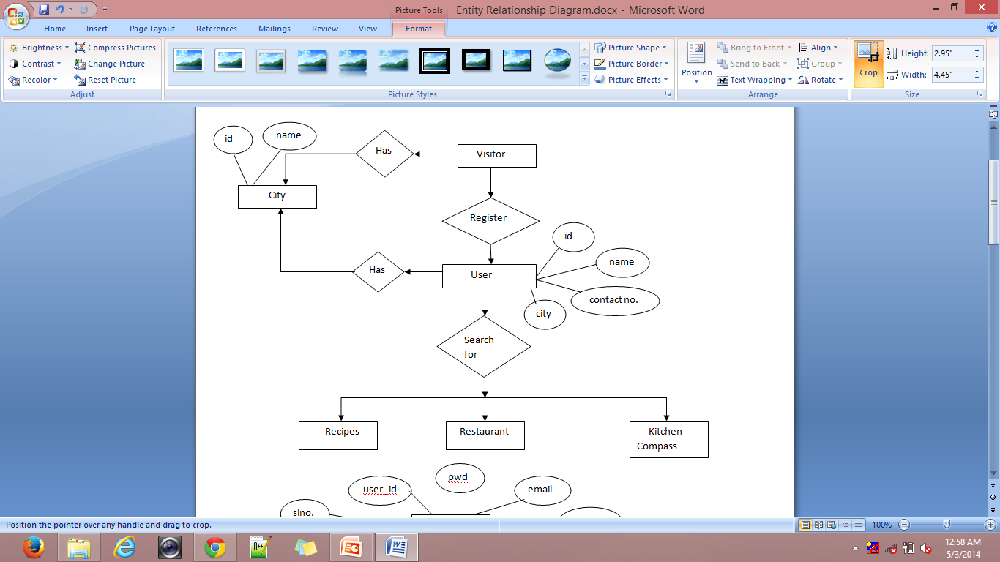 Picture Tools
Entity Relationship Diagram.docx - Microsoft Word
Home Insert Page Layout References Mailings Review View Format
Brightness
Compress Pictures
Contrast
Change Picture
Recolor
Reset Picture
Adjust
Picture Styles
Picture Shape
Picture Border
Picture Effects
Position
Bring to Front
Send to Back
Text Wrapping
Align
Group
Rotate
Arrange
Crop
Height: 2.95"
Width: 4.45"
Size
id
name
Has
Visitor
City
Register
id
name
Has
User
contact no.
city
Search
for
Recipes
Restaurant
Kitchen
Compass
pwd
user_id
email
slno.
Position the pointer over any handle and drag to crop.
100%
12:58 AM
5/3/2014